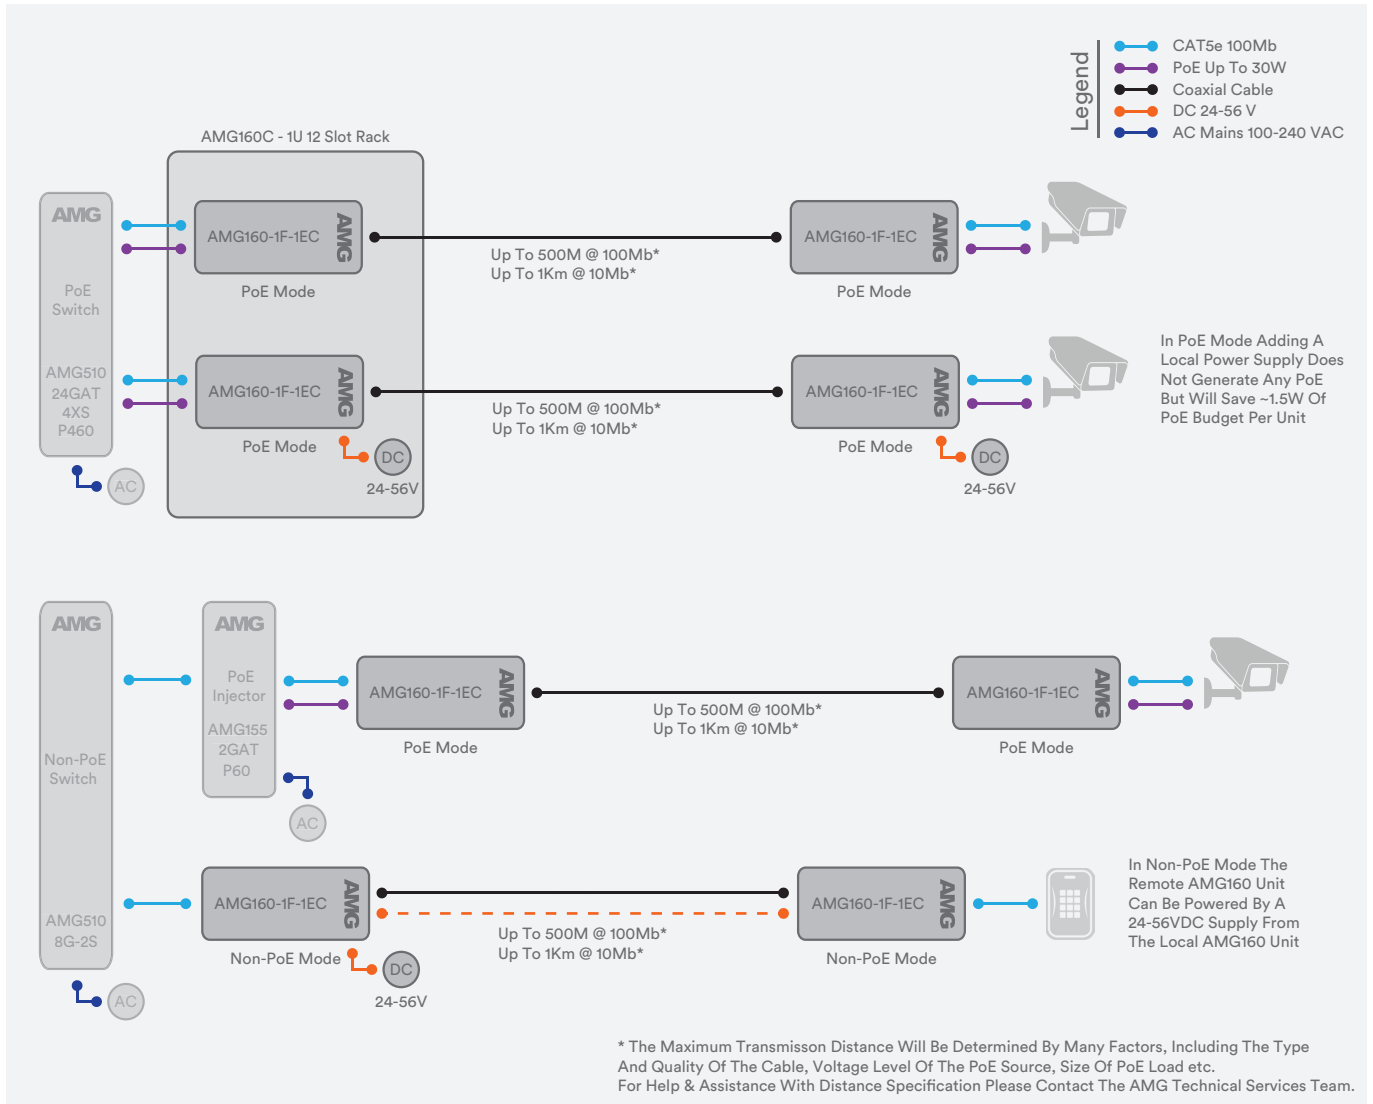 Legend
CAT5e 100Mb
PoE Up To 30W
Coaxial Cable
DC 24-56 V
AC Mains 100-240 VAC
AMG160C - 1U 12 Slot Rack
AMG
PoE
Switch
AMG510
24GAT
4XS
P460
AC
AMG160-1F-1EC
AMG
PoE Mode
Up To 500M @ 100Mb*
Up To 1Km @ 10Mb*
AMG160-1F-1EC
AMG
PoE Mode
AMG160-1F-1EC
AMG
PoE Mode
DC
24-56V
Up To 500M @ 100Mb*
Up To 1Km @ 10Mb*
AMG160-1F-1EC
AMG
PoE Mode
DC
24-56V
In PoE Mode Adding A
Local Power Supply Does
Not Generate Any PoE
But Will Save ~1.5W Of
PoE Budget Per Unit
AMG
Non-PoE
Switch
AMG510
8G-2S
AC
AMG
PoE
Injector
AMG155
2GAT
P60
AC
AMG160-1F-1EC
AMG
PoE Mode
Up To 500M @ 100Mb*
Up To 1Km @ 10Mb*
AMG160-1F-1EC
AMG
PoE Mode
AMG160-1F-1EC
AMG
Non-PoE Mode
DC
24-56V
Up To 500M @ 100Mb*
Up To 1Km @ 10Mb*
AMG160-1F-1EC
AMG
Non-PoE Mode
In Non-PoE Mode The
Remote AMG160 Unit
Can Be Powered By A
24-56VDC Supply From
The Local AMG160 Unit
* The Maximum Transmisson Distance Will Be Determined By Many Factors, Including The Type
And Quality Of The Cable, Voltage Level Of The PoE Source, Size Of PoE Load etc.
For Help & Assistance With Distance Specification Please Contact The AMG Technical Services Team.